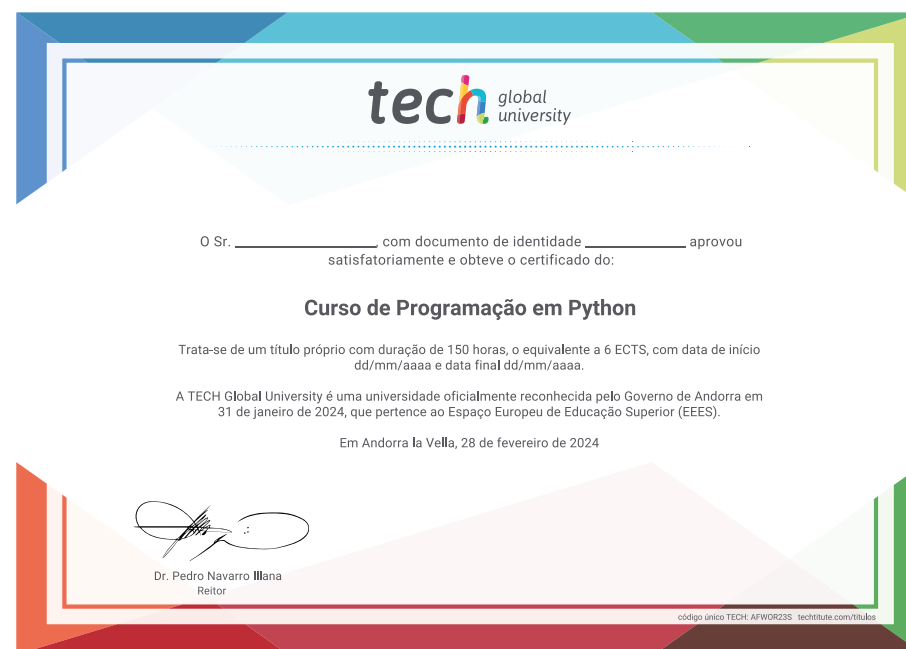 tech global
university
O Sr. ____________, com documento de identidade ____________ aprovou
satisfatoriamente e obteve o certificado do:
Curso de Programação em Python
Trata-se de um título próprio com duração de 150 horas, o equivalente a 6 ECTS, com data de início
dd/mm/aaaa e data final dd/mm/aaaa.
A TECH Global University é uma universidade oficialmente reconhecida pelo Governo de Andorra em
31 de janeiro de 2024, que pertence ao Espaço Europeu de Educação Superior (EEES).
Em Andorra la Vella, 28 de fevereiro de 2024
Dr. Pedro Navarro Illana
Reitor
código único TECH: AFWOR23S techtitute.com/titulos